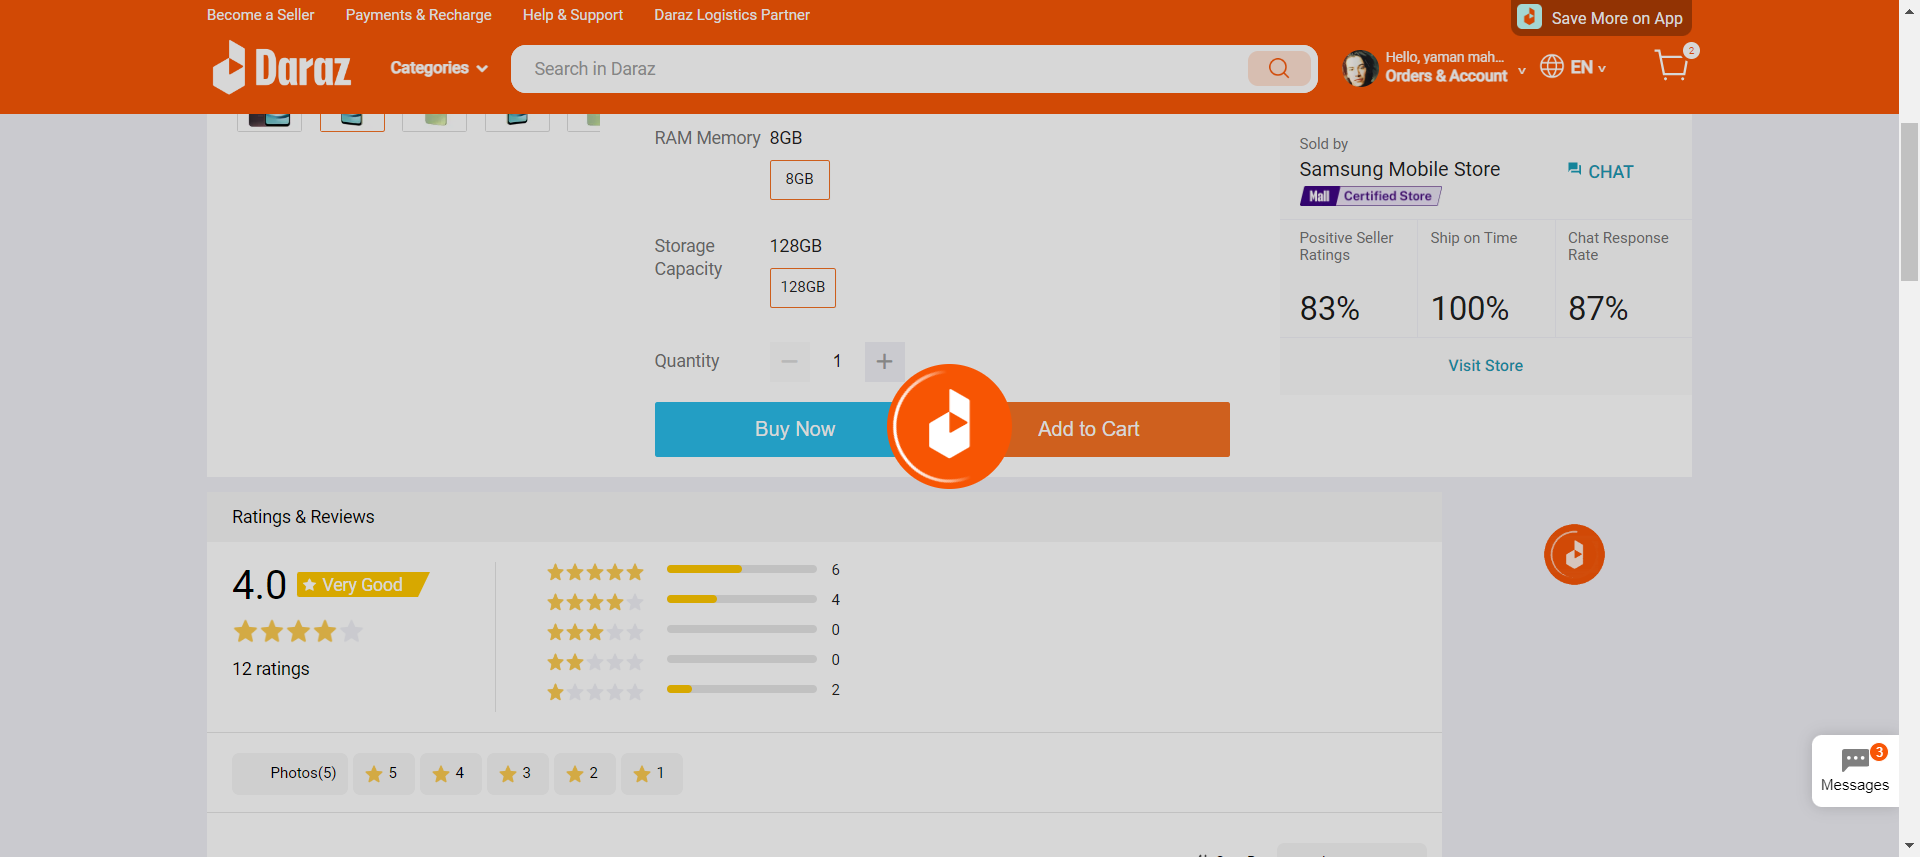 Become a Seller
Payments & Recharge
Help & Support
Daraz Logistics Partner
Save More on App
Daraz
Categories
Search in Daraz
Hello, yaman mah...
Orders & Account
EN
2
RAM Memory 8GB
8GB
Storage Capacity 128GB
128GB
Quantity
1
Buy Now
Add to Cart
Sold by
Samsung Mobile Store
CHAT
Mall Certified Store
Positive Seller Ratings
Ship on Time
Chat Response Rate
83%
100%
87%
Visit Store
Ratings & Reviews
4.0
Very Good
12 ratings
6
4
0
0
2
Photos(5)
5
4
3
2
1
3
Messages